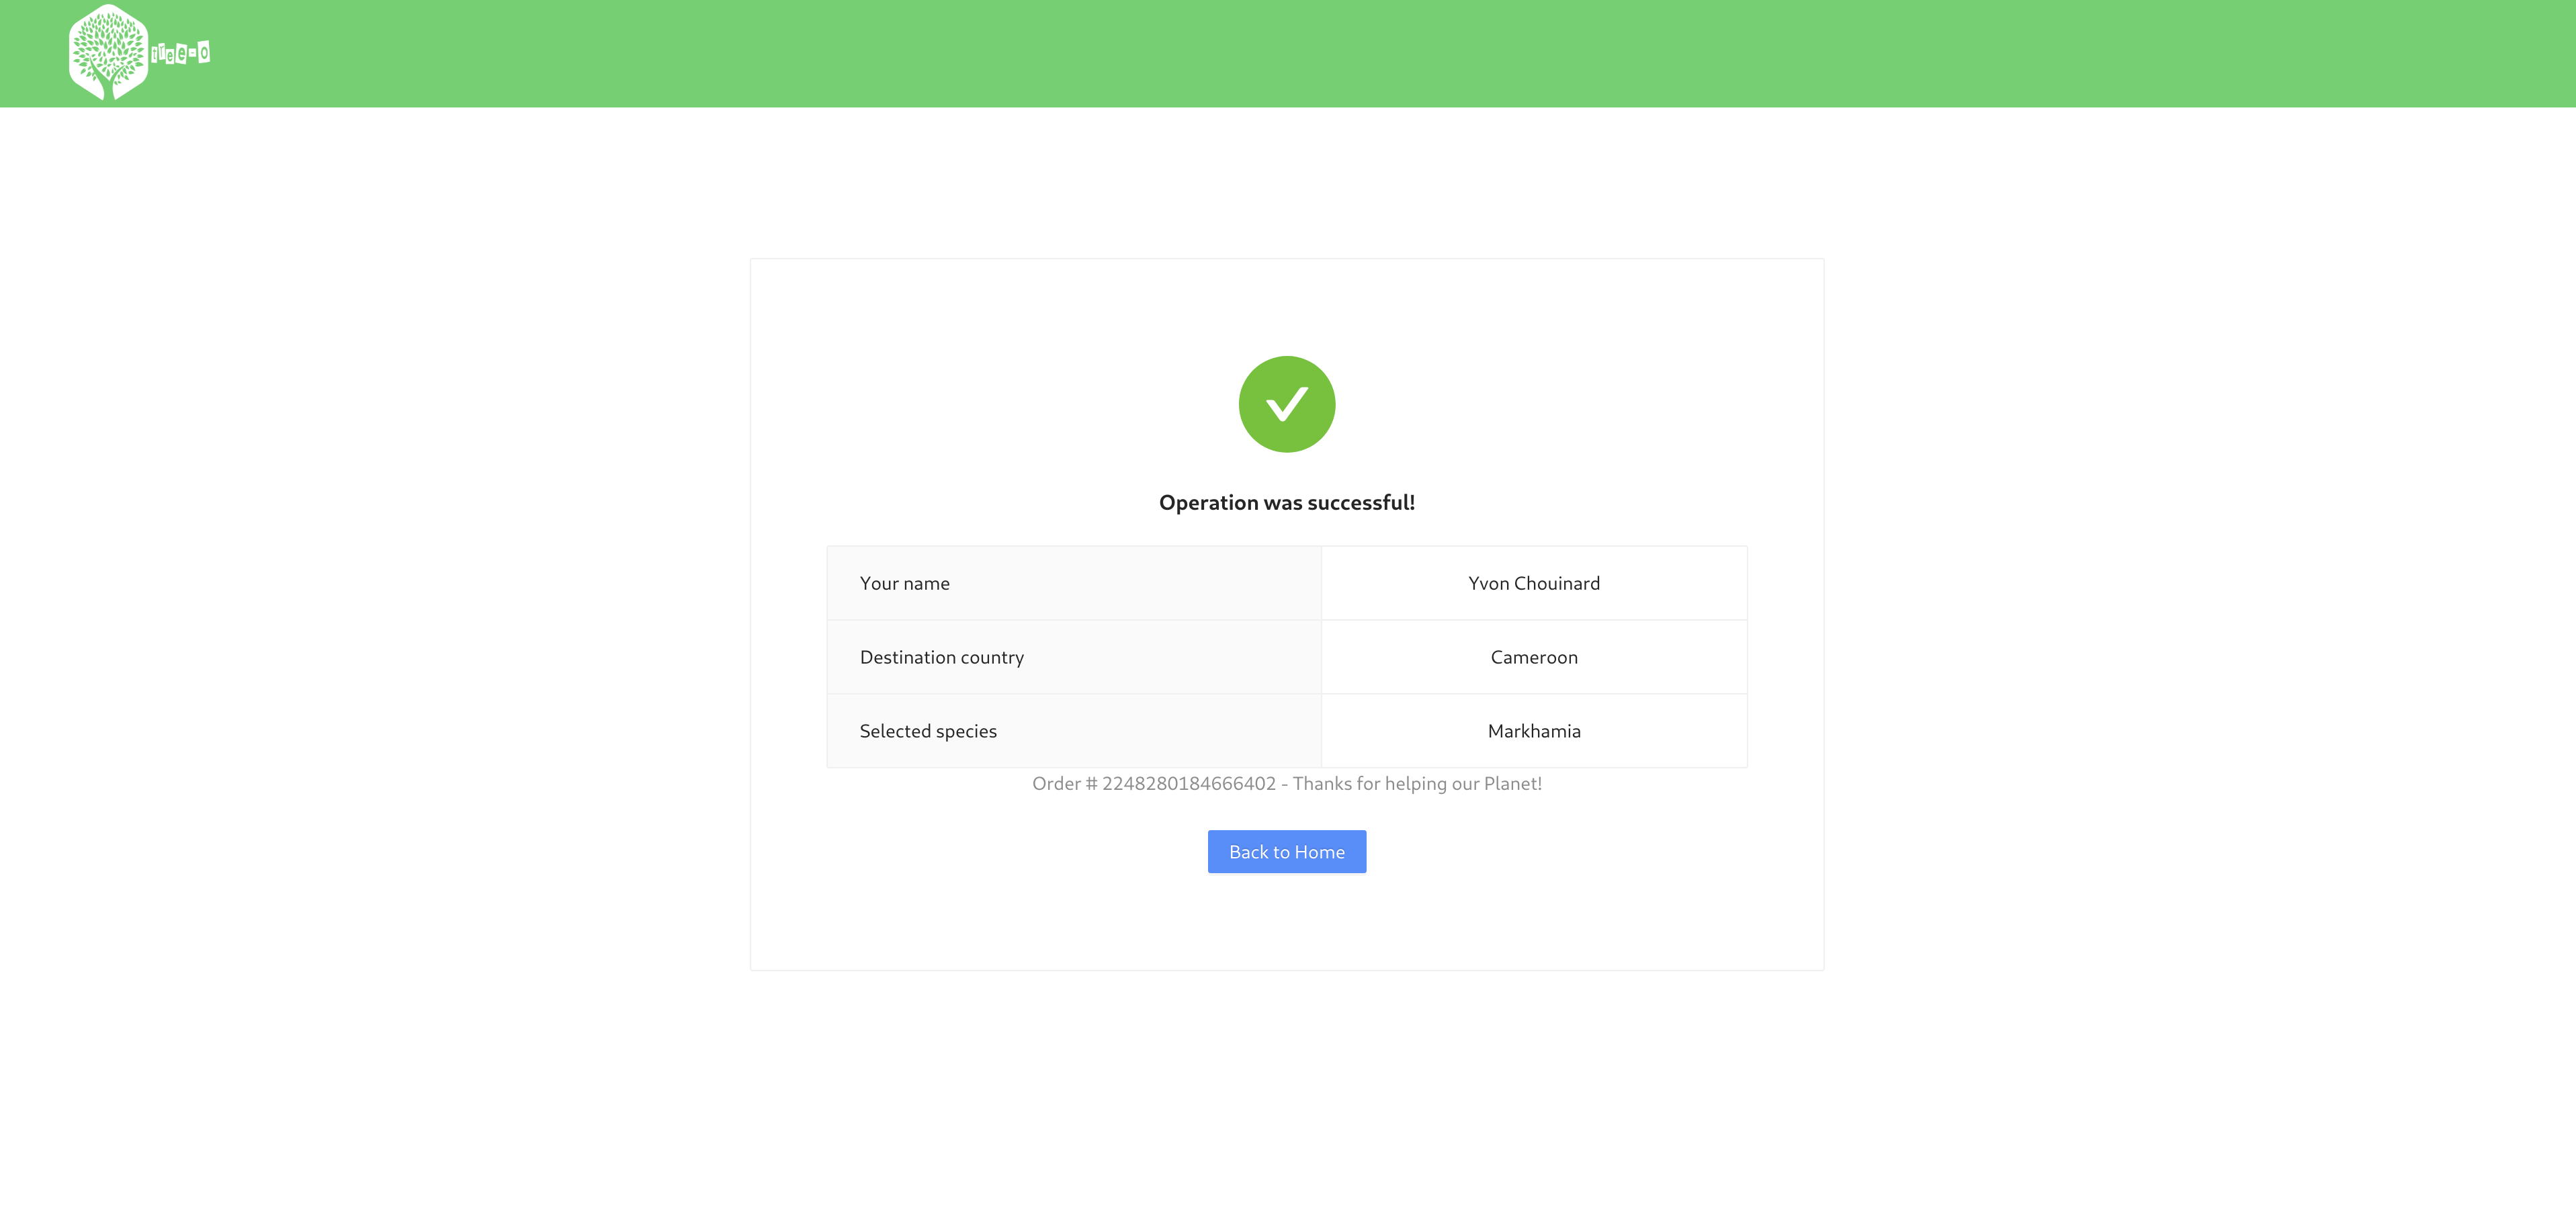 tree-o
Operation was successful!
Your name
Yvon Chouinard
Destination country
Cameroon
Selected species
Markhamia
Order # 2248280184666402 - Thanks for helping our Planet!
Back to Home